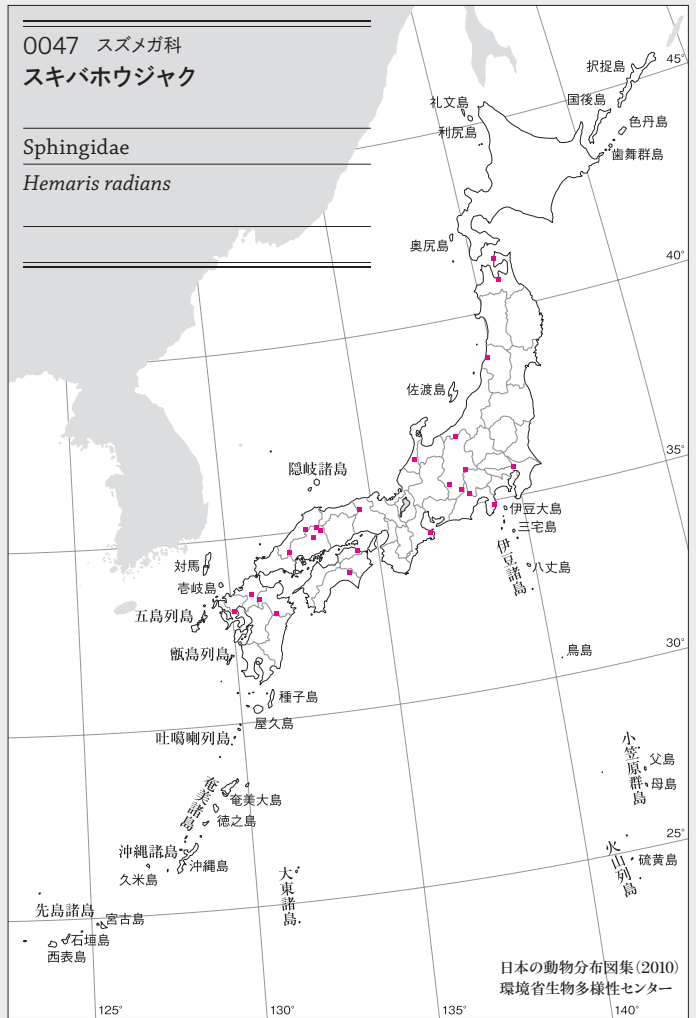 0047 スズメガ科
スキバホウジャク
Sphingidae
Hemaris radians
45°
択捉島
国後島
礼文島
色丹島
利尻島
歯舞群島
奥尻島
40°
佐渡島
35°
隠岐諸島
伊豆大島
三宅島
伊豆諸島
八丈島
対馬
壱岐島
五島列島
甑島列島
鳥島
30°
種子島
屋久島
吐噶喇列島
小笠原群島
父島
母島
奄美諸島
奄美大島
徳之島
25°
沖縄諸島
沖縄島
久米島
火山列島
硫黄島
大東諸島
先島諸島
宮古島
石垣島
西表島
日本の動物分布図集(2010)
環境省生物多様性センター
125°
130°
135°
140°